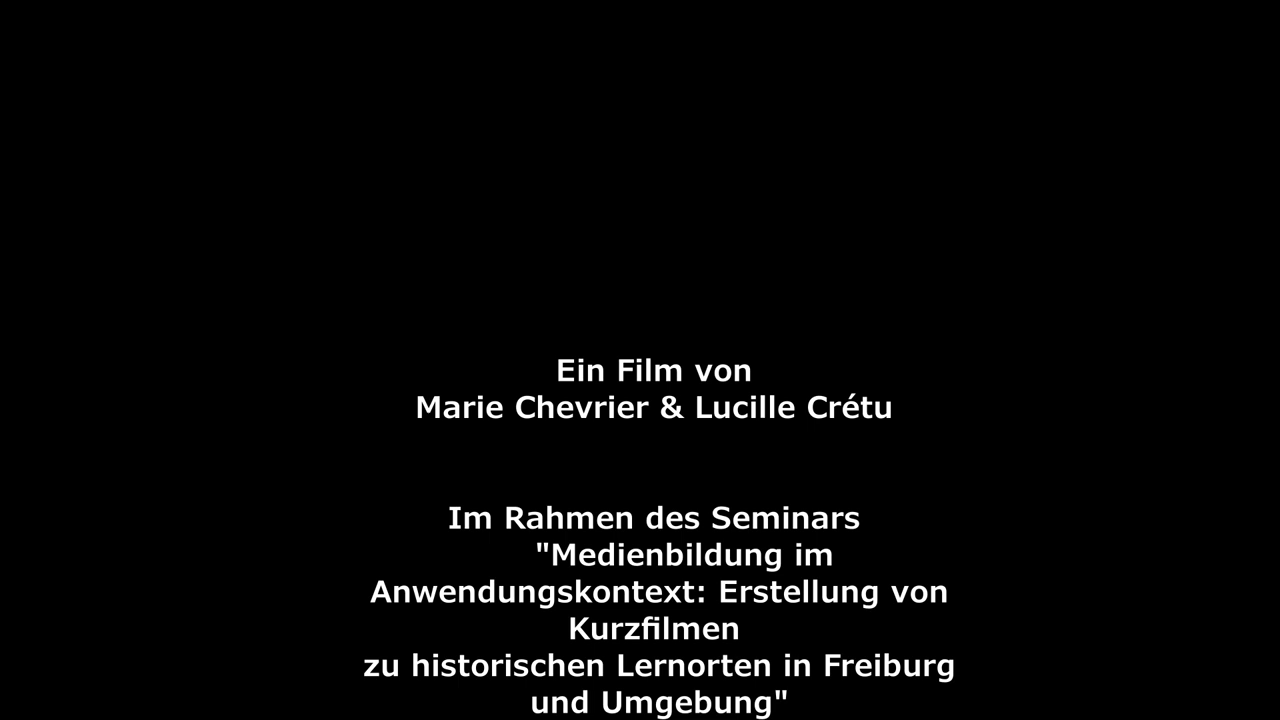 Ein Film von
Marie Chevrier & Lucille Crétu
Im Rahmen des Seminars
"Medienbildung im
Anwendungskontext: Erstellung von
Kurzfilmen
zu historischen Lernorten in Freiburg
und Umgebung"